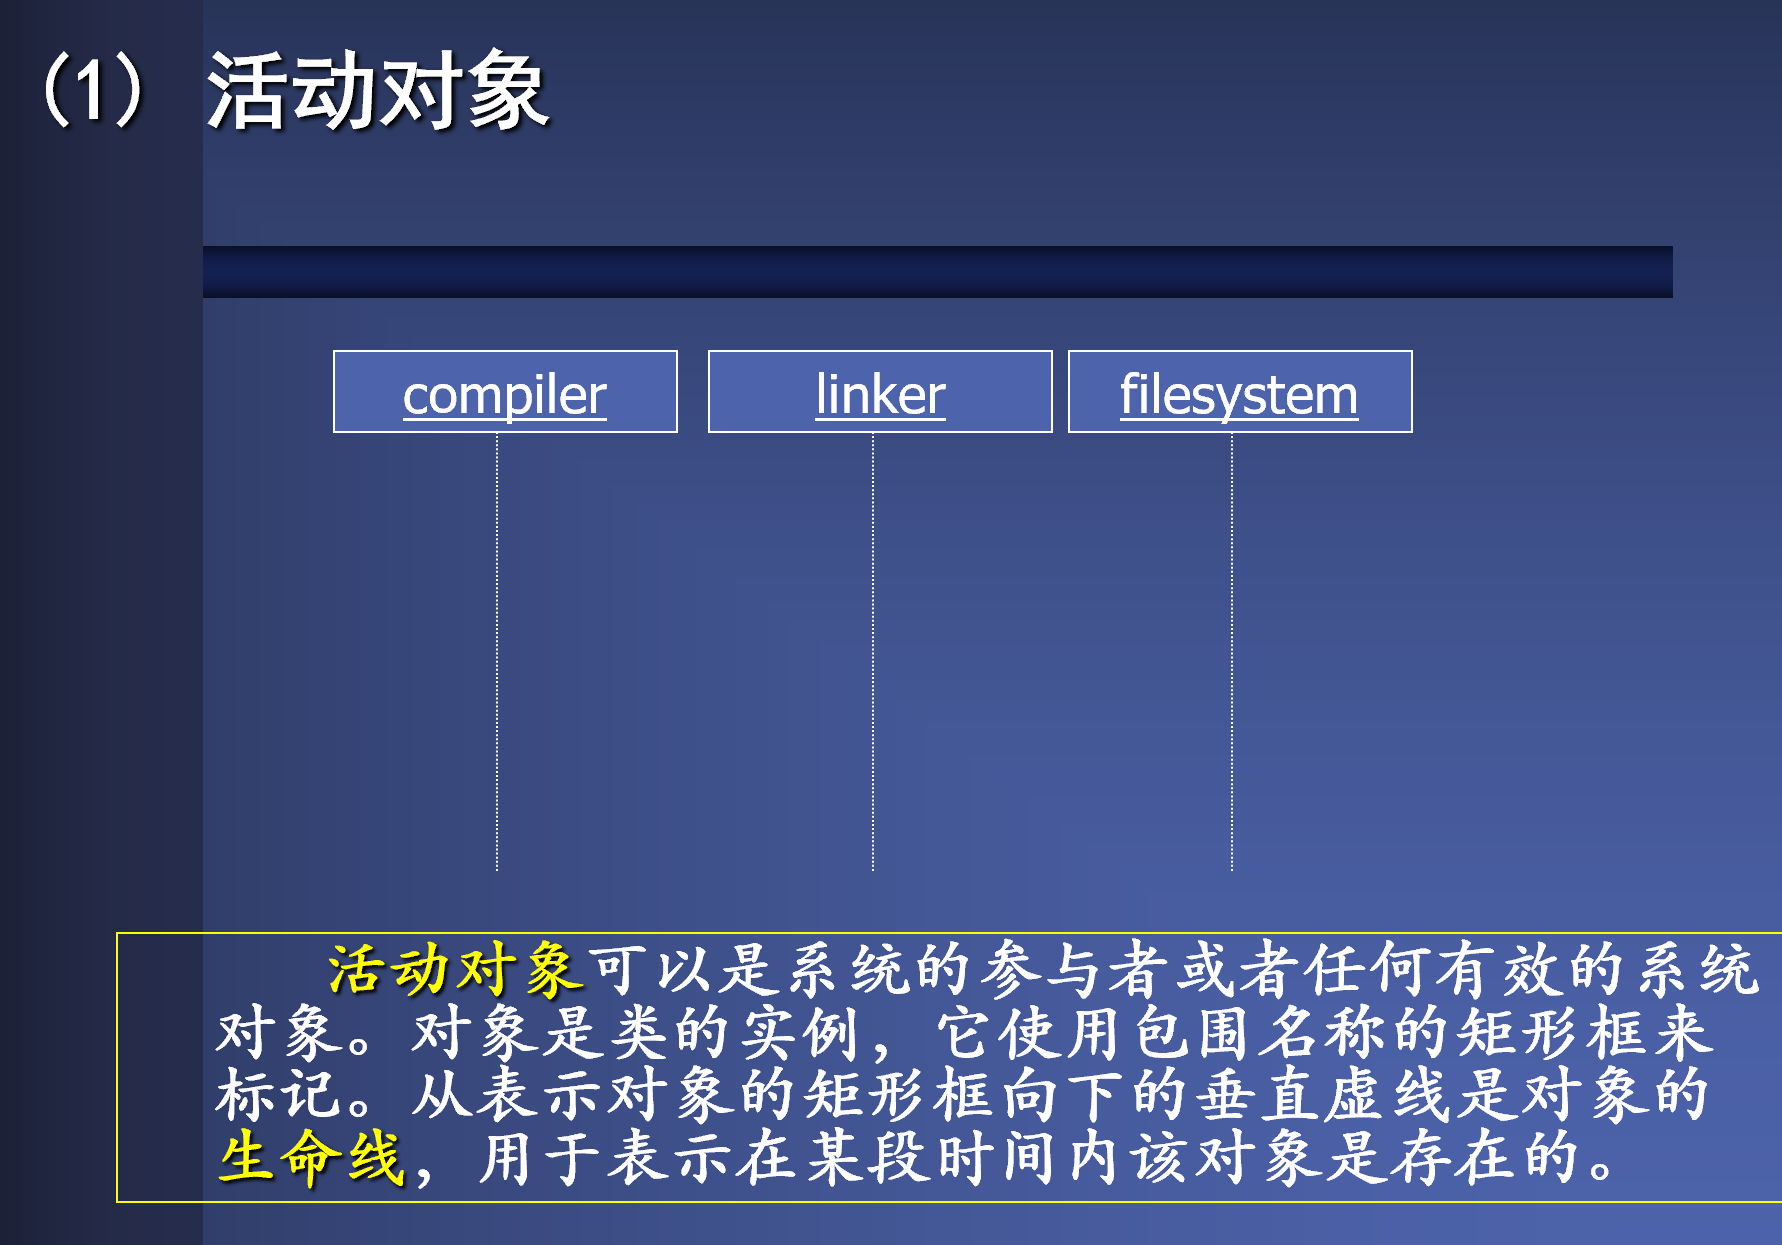 (1) 活动对象
compiler
linker
filesystem
活动对象可以是系统的参与者或者任何有效的系统
对象。对象是类的实例，它使用包围名称的矩形框来
标记。从表示对象的矩形框向下的垂直虚线是对象的
生命线，用于表示在某段时间内该对象是存在的。